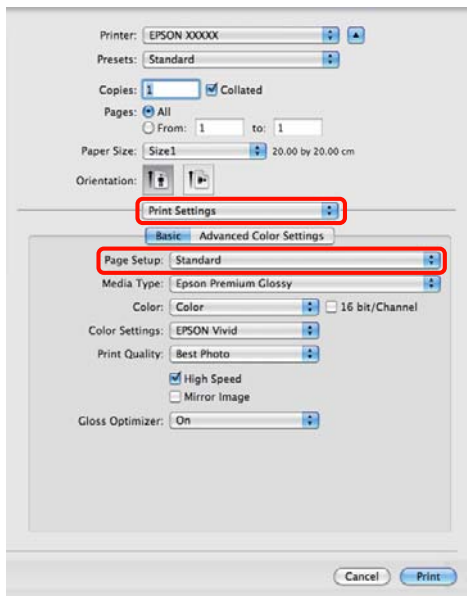 Printer: EPSON XXXXX
Presets: Standard
Copies: 1 Collated
Pages: All
From: 1 to: 1
Paper Size: Size1 20.00 by 20.00 cm
Orientation:
Print Settings
Basic Advanced Color Settings
Page Setup: Standard
Media Type: Epson Premium Glossy
Color: Color 16 bit/Channel
Color Settings: EPSON Vivid
Print Quality: Best Photo
High Speed
Mirror Image
Gloss Optimizer: On
Cancel Print